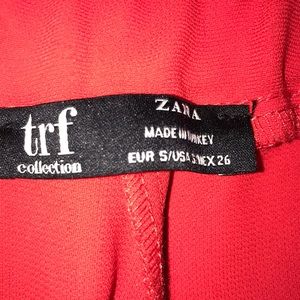 trf
collection
ZARA
MADE IN TURKEY
EUR S/USA S/MEX 26